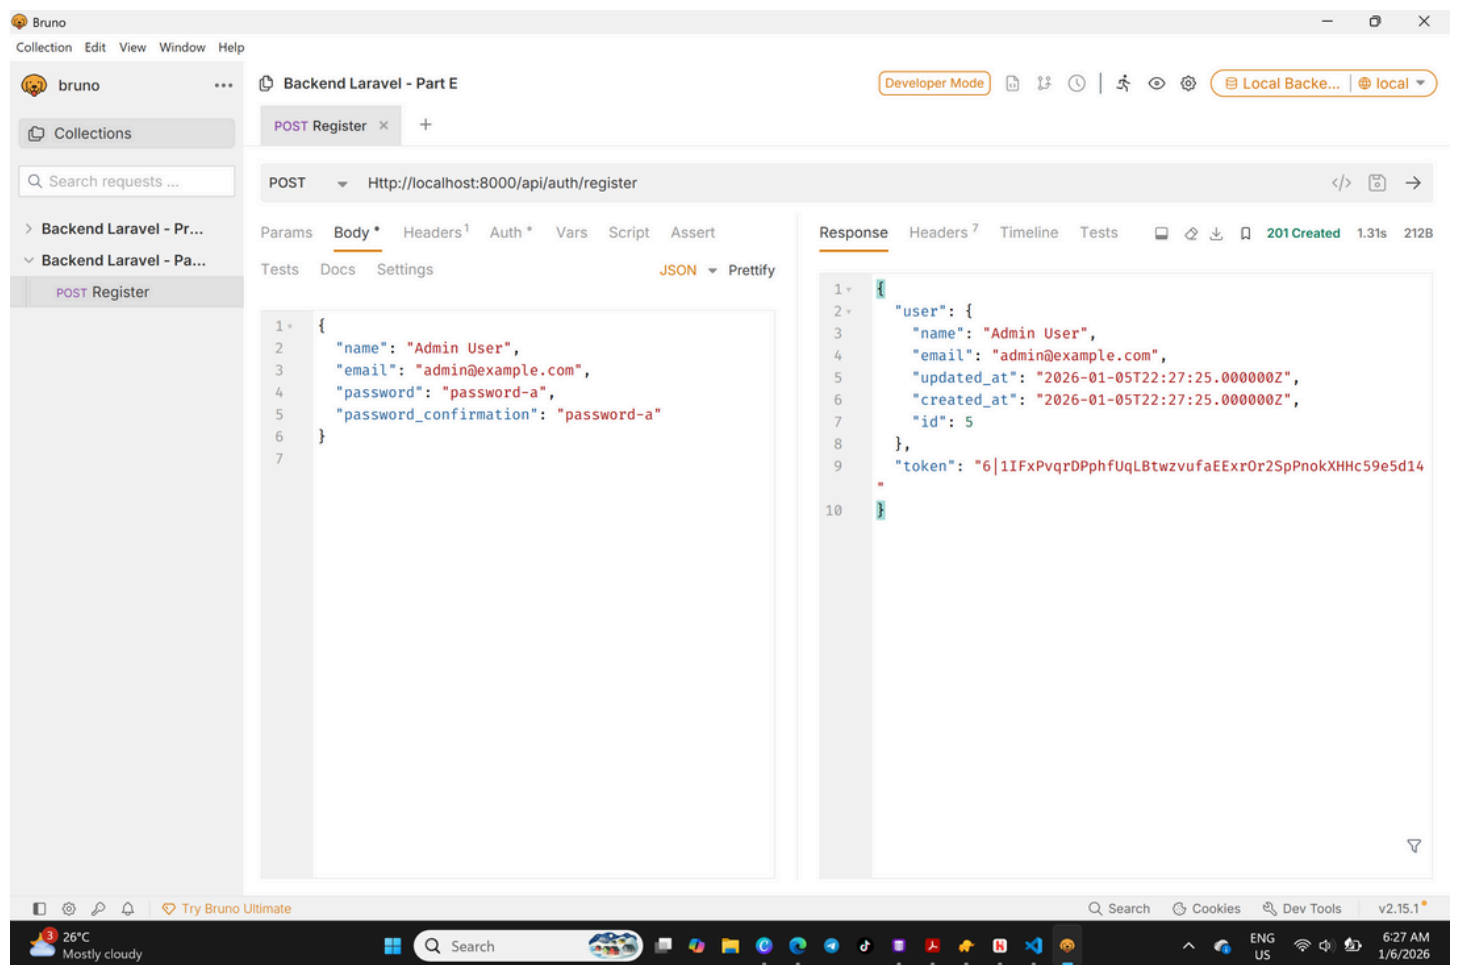 Bruno
Collection Edit View Window Help
bruno
Backend Laravel - Part E
Developer Mode
Local Backe...
local
Collections
POST Register
Search requests ...
POST
Http://localhost:8000/api/auth/register
Backend Laravel - Pr...
Backend Laravel - Pa...
POST Register
Params Body Headers 1 Auth Vars Script Assert
Tests Docs Settings
JSON Prettify
1 {
2 "name": "Admin User",
3 "email": "admin@example.com",
4 "password": "password-a",
5 "password_confirmation": "password-a"
6 }
7
Response Headers 7 Timeline Tests
201 Created 1.31s 212B
1 {
2 "user": {
3 "name": "Admin User",
4 "email": "admin@example.com",
5 "updated_at": "2026-01-05T22:27:25.000000Z",
6 "created_at": "2026-01-05T22:27:25.000000Z",
7 "id": 5
8 },
9 "token": "6|1IFxPvqrDPphfUqLBtwzvufaEExrOr2SpPnokXHHc59e5d14
"
10 }
Try Bruno Ultimate
Search Cookies Dev Tools v2.15.1
3
26°C
Mostly cloudy
Search
ENG
US
6:27 AM
1/6/2026